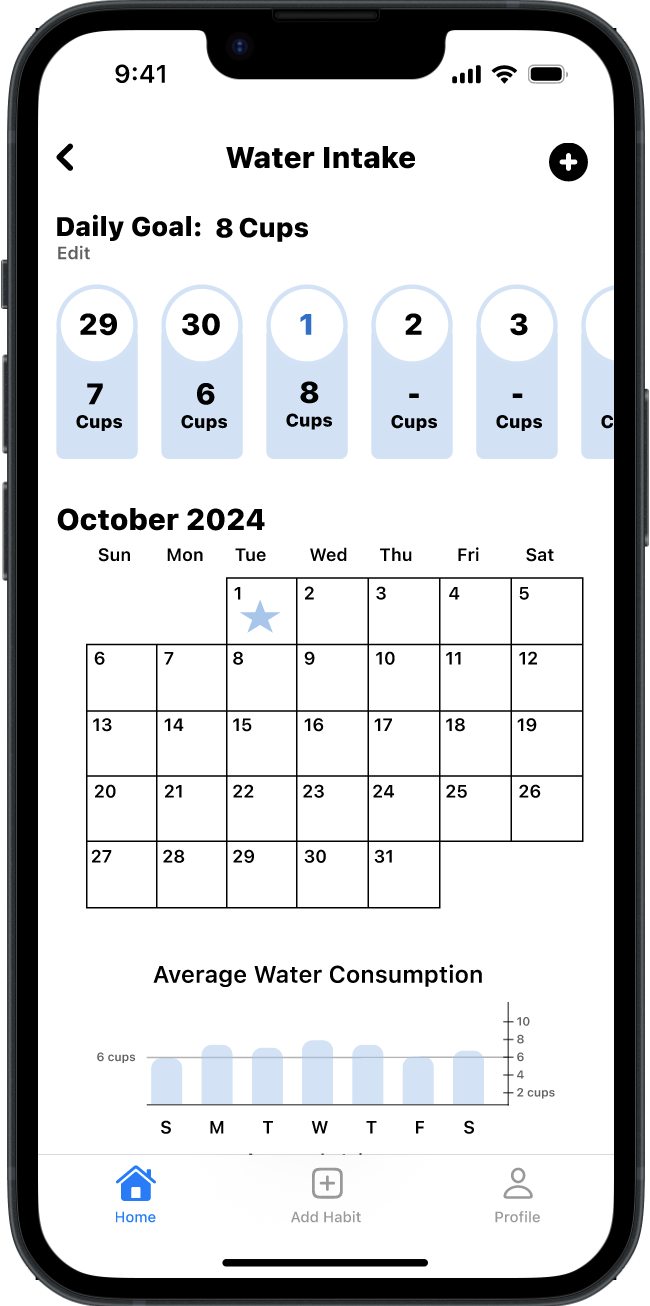 9:41
Water Intake
Daily Goal: 8 Cups
Edit
29 30 1 2 3
7 6 8 - -
Cups Cups Cups Cups Cups C
October 2024
Sun Mon Tue Wed Thu Fri Sat
1 2 3 4 5
6 7 8 9 10 11 12
13 14 15 16 17 18 19
20 21 22 23 24 25 26
27 28 29 30 31
Average Water Consumption
10
8
6 cups 6
4
2 cups
S M T W T F S
Home Add Habit Profile